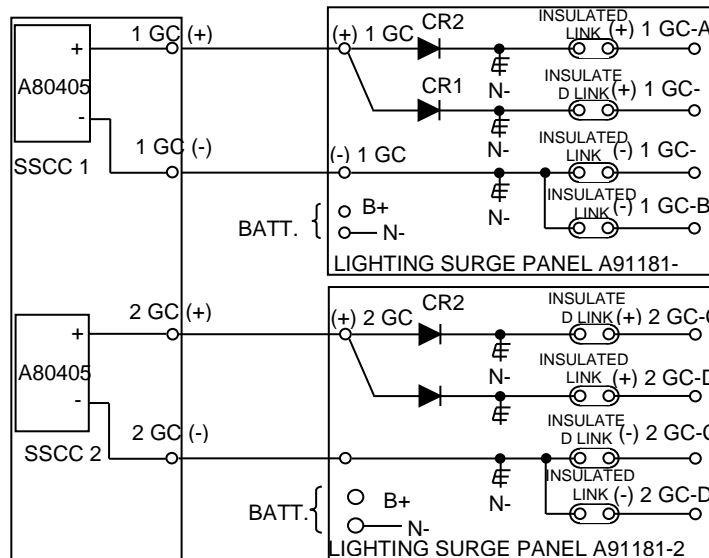 1 GC (+)
(+) 1 GC
CR2
INSULATED
LINK (+) 1 GC-A
+
A80405
-
SSCC 1
N-
CR1
INSULATE
D LINK (+) 1 GC-
N-
1 GC (-)
(-) 1 GC
INSULATED
LINK (-) 1 GC-
N-
INSULATED
LINK (-) 1 GC-B
BATT. {
B+
N-
LIGHTING SURGE PANEL A91181-
2 GC (+)
(+) 2 GC
CR2
INSULATE
D LINK (+) 2 GC-C
+
A80405
-
SSCC 2
N-
INSULATED
LINK (+) 2 GC-D
N-
2 GC (-)
INSULATE
D LINK (-) 2 GC-C
N-
INSULATED
LINK (-) 2 GC-D
BATT. {
B+
N-
LIGHTING SURGE PANEL A91181-2